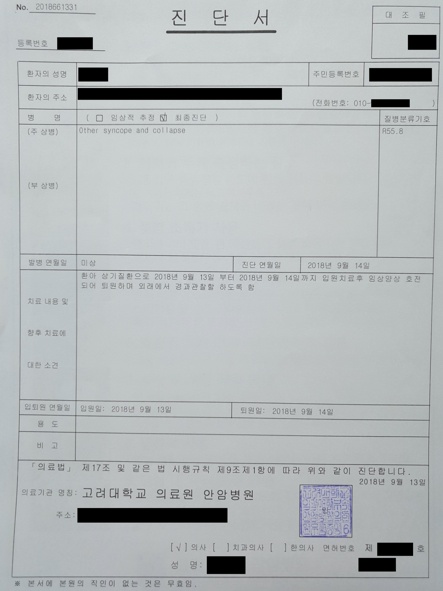 No. 2018661331
진 단 서
대 조 필
등록번호
환자의 성명
주민등록번호
환자의 주소
(전화번호: 010-
병 명
( □ 임상적 추정 ☑ 최종진단 )
질병분류기호
(주 상병)
Other syncope and collapse
R55.8
(부 상병)
발병 연월일
미상
진단 연월일
2018년 9월 14일
치료 내용 및
향후 치료에
대한 소견
환아 상기질환으로 2018년 9월 13일 부터 2018년 9월 14일까지 입원치료후 임상양상 호전
되어 퇴원하며 외래에서 경과관찰할 하도록 함
입퇴원 연월일
입원일: 2018년 9월 13일
퇴원일: 2018년 9월 14일
용 도
비 고
「의료법」 제17조 및 같은 법 시행규칙 제9조제1항에 따라 위와 같이 진단합니다.
2018년 9월 13일
의료기관 명칭: 고려대학교 의료원 안암병원
주소:
[√]의사 [ ]치과의사 [ ]한의사 면허번호 제 호
성 명:
※ 본서에 본원의 직인이 없는 것은 무효임.